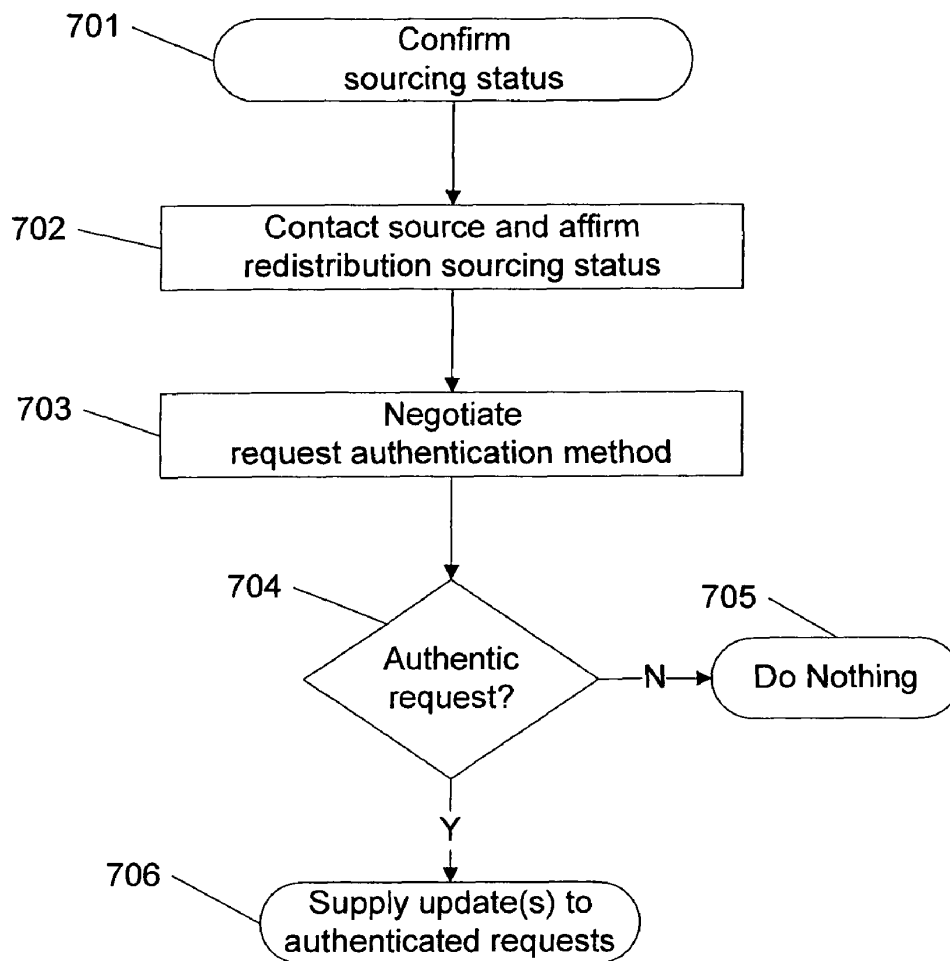 701
Confirm
sourcing status
702
Contact source and affirm
redistribution sourcing status
703
Negotiate
request authentication method
704
Authentic
request?
N
705
Do Nothing
Y
706
Supply update(s) to
authenticated requests